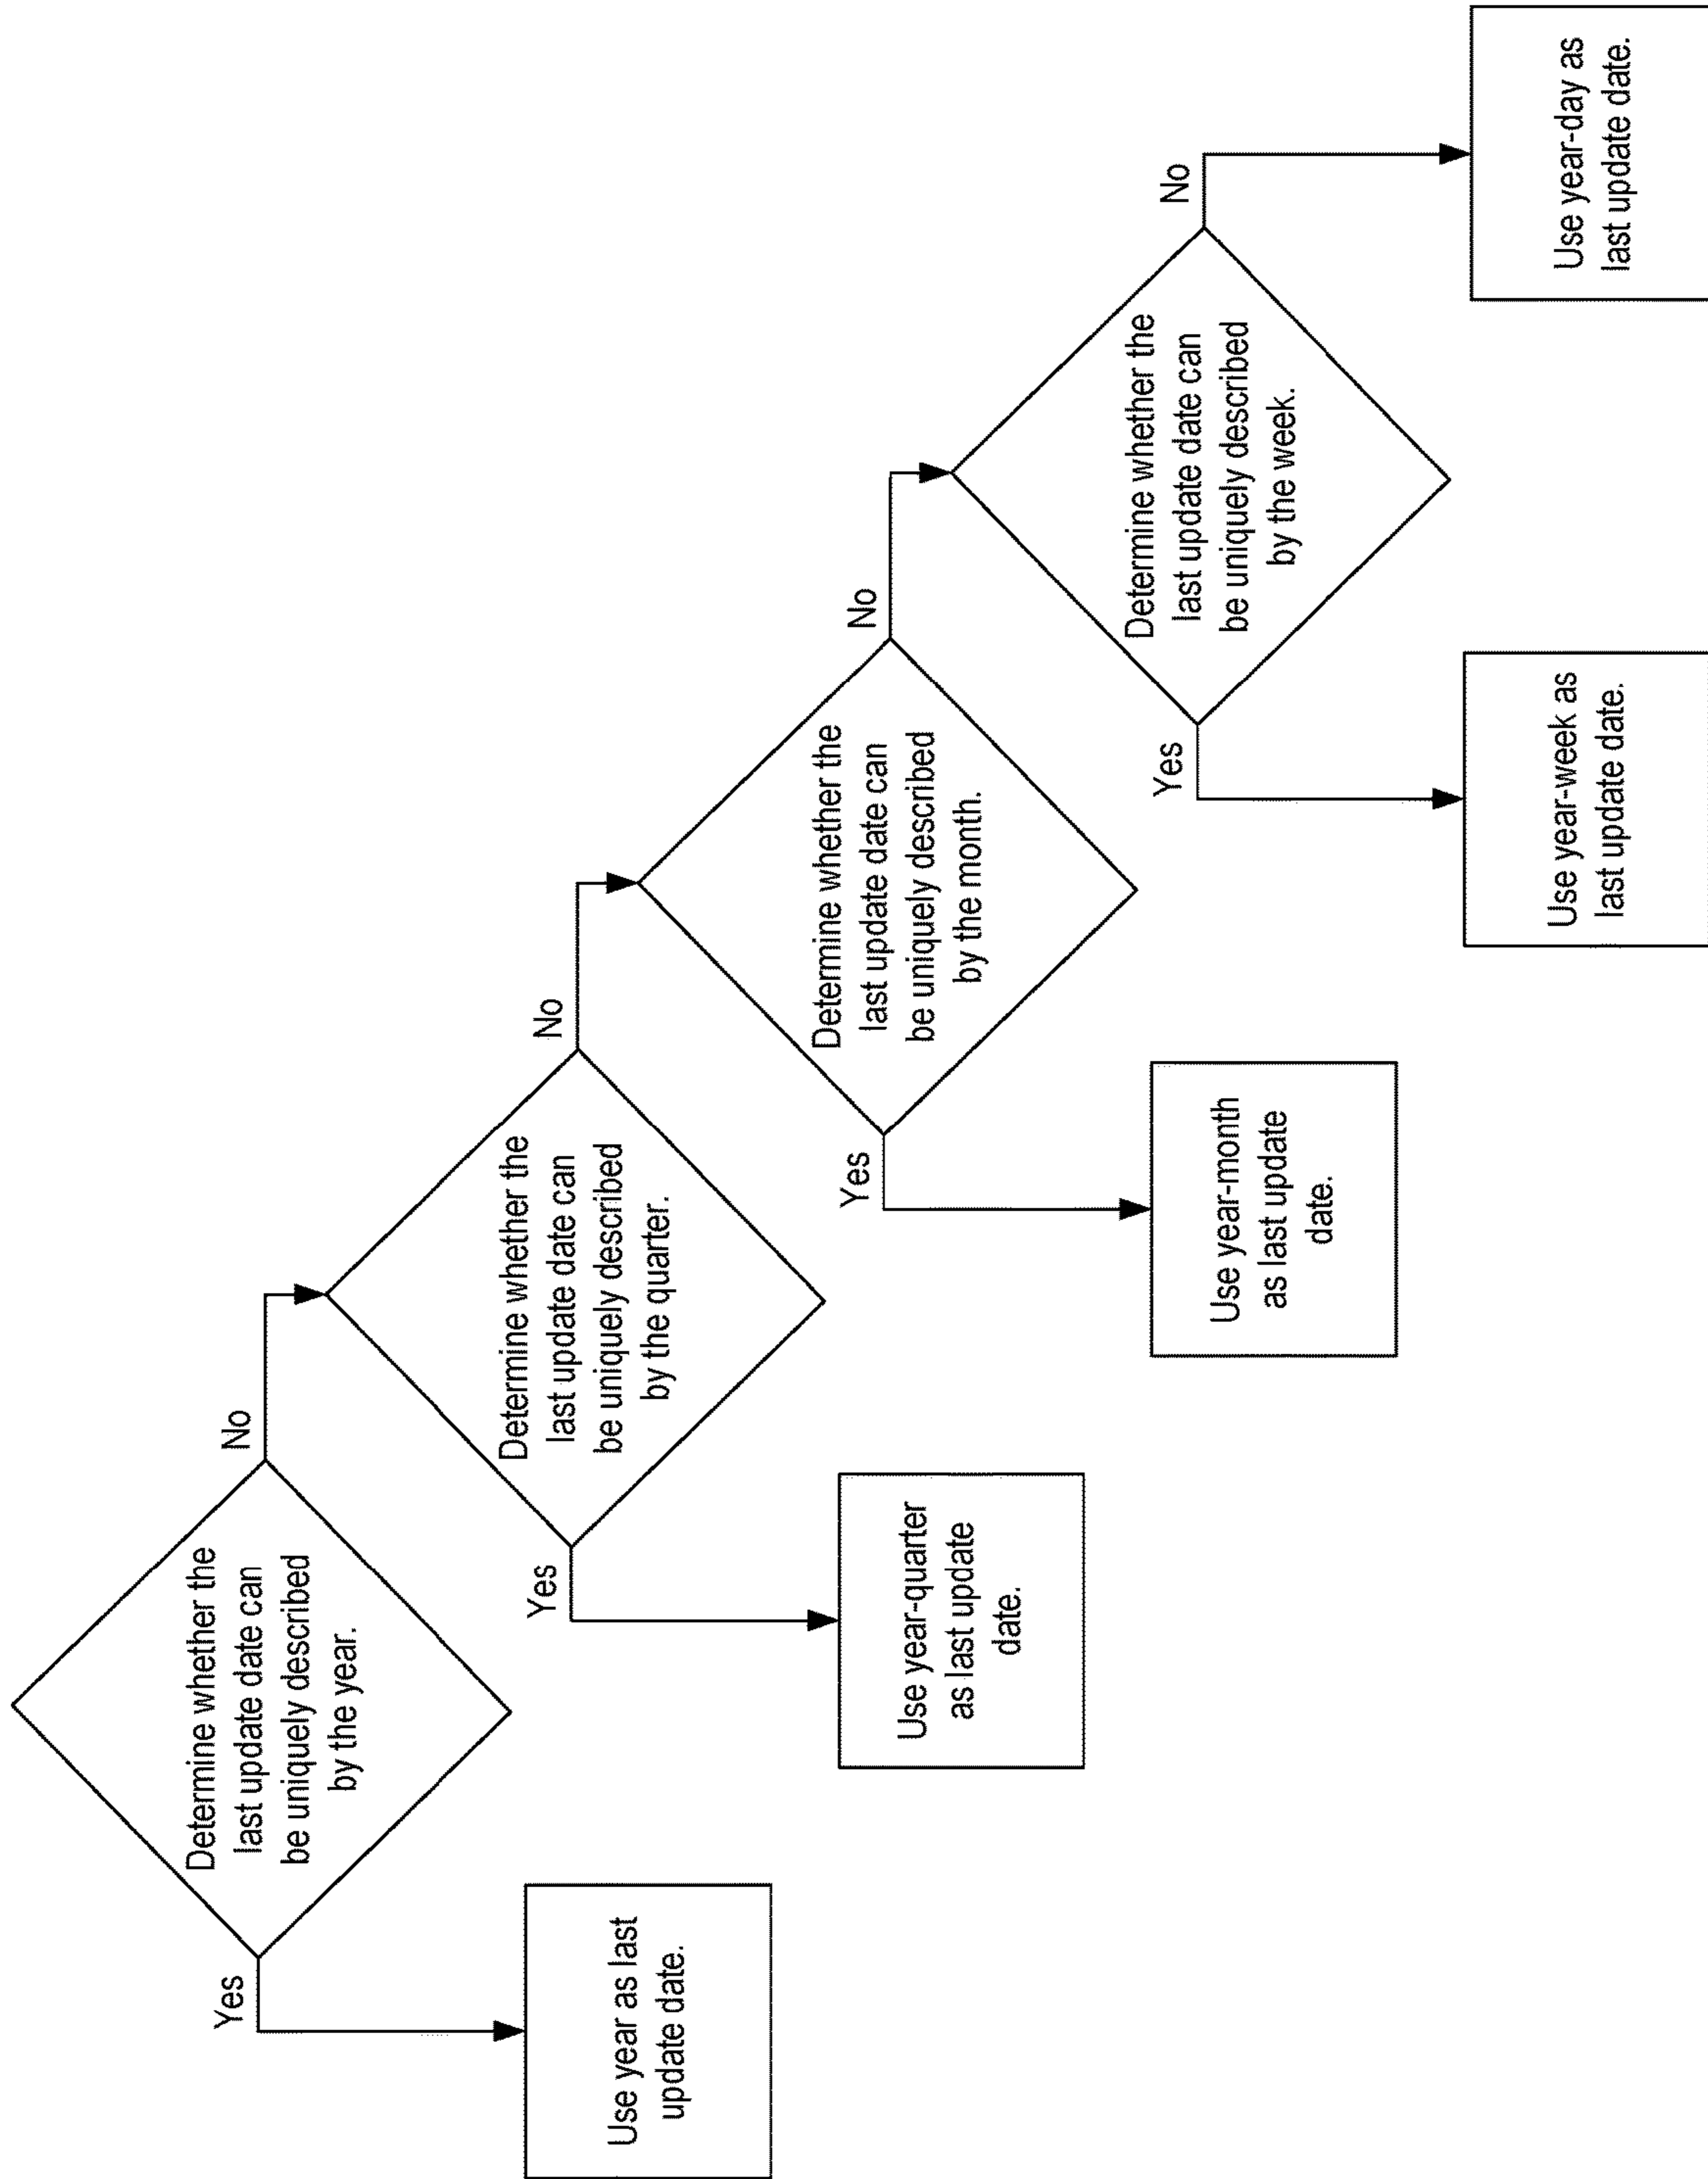 Determine whether the
last update date can
be uniquely described
by the year.
Yes
No
Use year as last
update date.
Determine whether the
last update date can
be uniquely described
by the quarter.
Yes
No
Use year-quarter
as last update
date.
Determine whether the
last update date can
be uniquely described
by the month.
Yes
No
Use year-month
as last update
date.
Determine whether the
last update date can
be uniquely described
by the week.
Yes
No
Use year-week as
last update date.
Use year-day as
last update date.